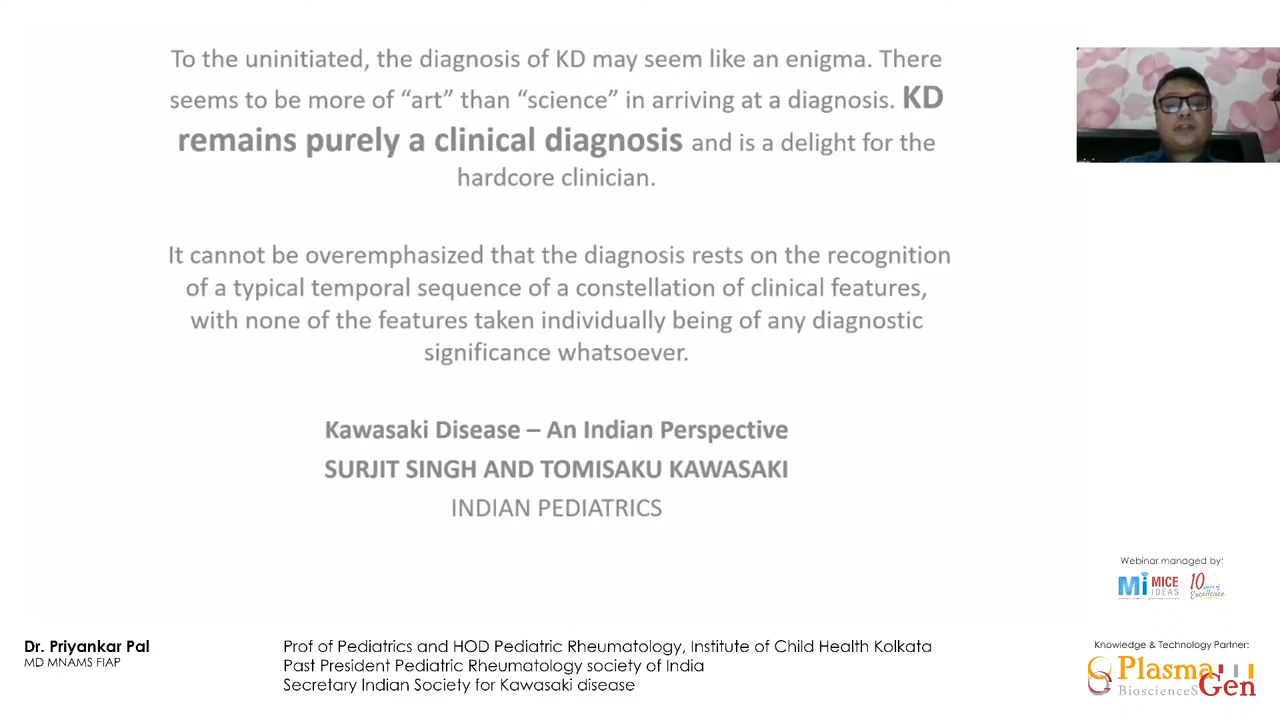 To the uninitiated, the diagnosis of KD may seem like an enigma. There
seems to be more of “art” than “science” in arriving at a diagnosis. KD
remains purely a clinical diagnosis and is a delight for the
hardcore clinician.
It cannot be overemphasized that the diagnosis rests on the recognition
of a typical temporal sequence of a constellation of clinical features,
with none of the features taken individually being of any diagnostic
significance whatsoever.
Kawasaki Disease – An Indian Perspective
SURJIT SINGH AND TOMISAKU KAWASAKI
INDIAN PEDIATRICS
Webinar managed by:
Mi MICE
IDEAS
10 years of
Excellence
Dr. Priyankar Pal
MD MNAMS FIAP
Prof of Pediatrics and HOD Pediatric Rheumatology, Institute of Child Health Kolkata
Past President Pediatric Rheumatology society of India
Secretary Indian Society for Kawasaki disease
Knowledge & Technology Partner:
Plasma
BioscienceS Gen